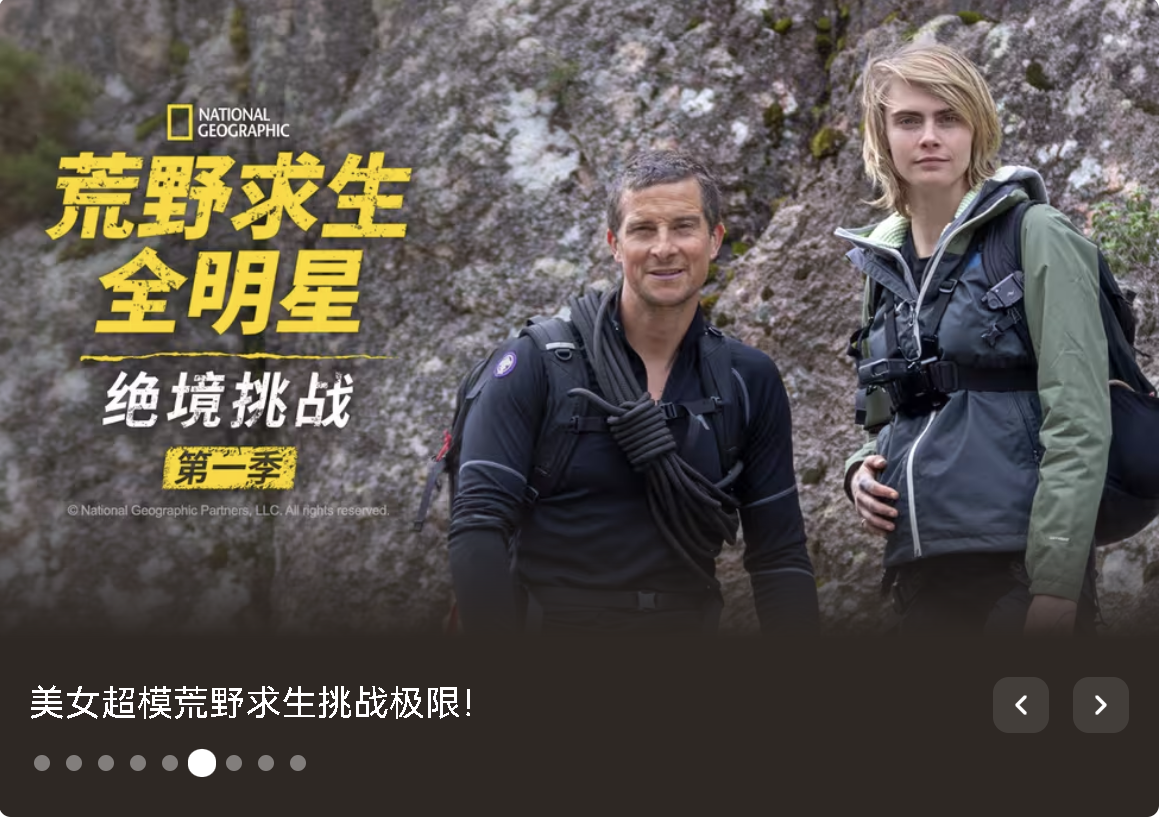 NATIONAL
GEOGRAPHIC
荒野求生
全明星
绝境挑战
第一季
© National Geographic Partners, LLC. All rights reserved.
美女超模荒野求生挑战极限!